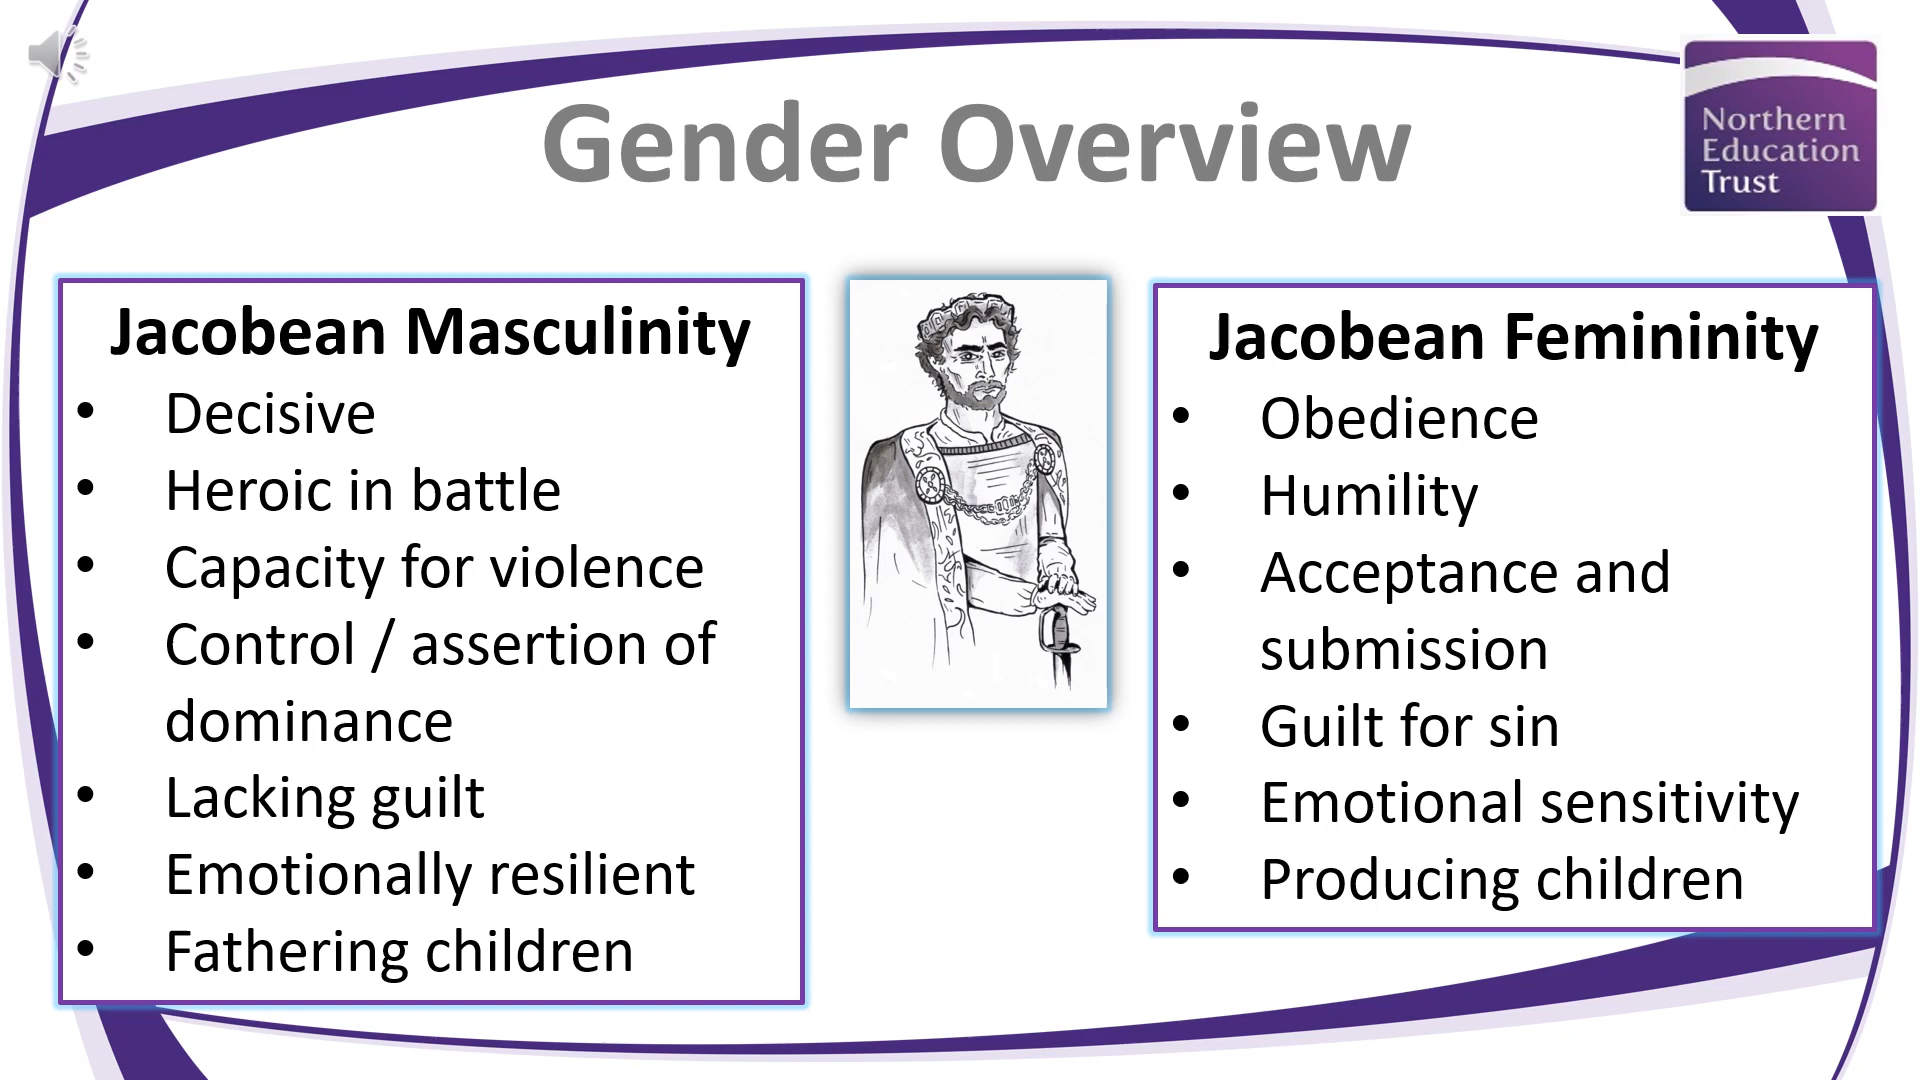 Gender Overview
Northern
Education
Trust
Jacobean Masculinity
• Decisive
• Heroic in battle
• Capacity for violence
• Control / assertion of
dominance
• Lacking guilt
• Emotionally resilient
• Fathering children
Jacobean Femininity
• Obedience
• Humility
• Acceptance and
submission
• Guilt for sin
• Emotional sensitivity
• Producing children